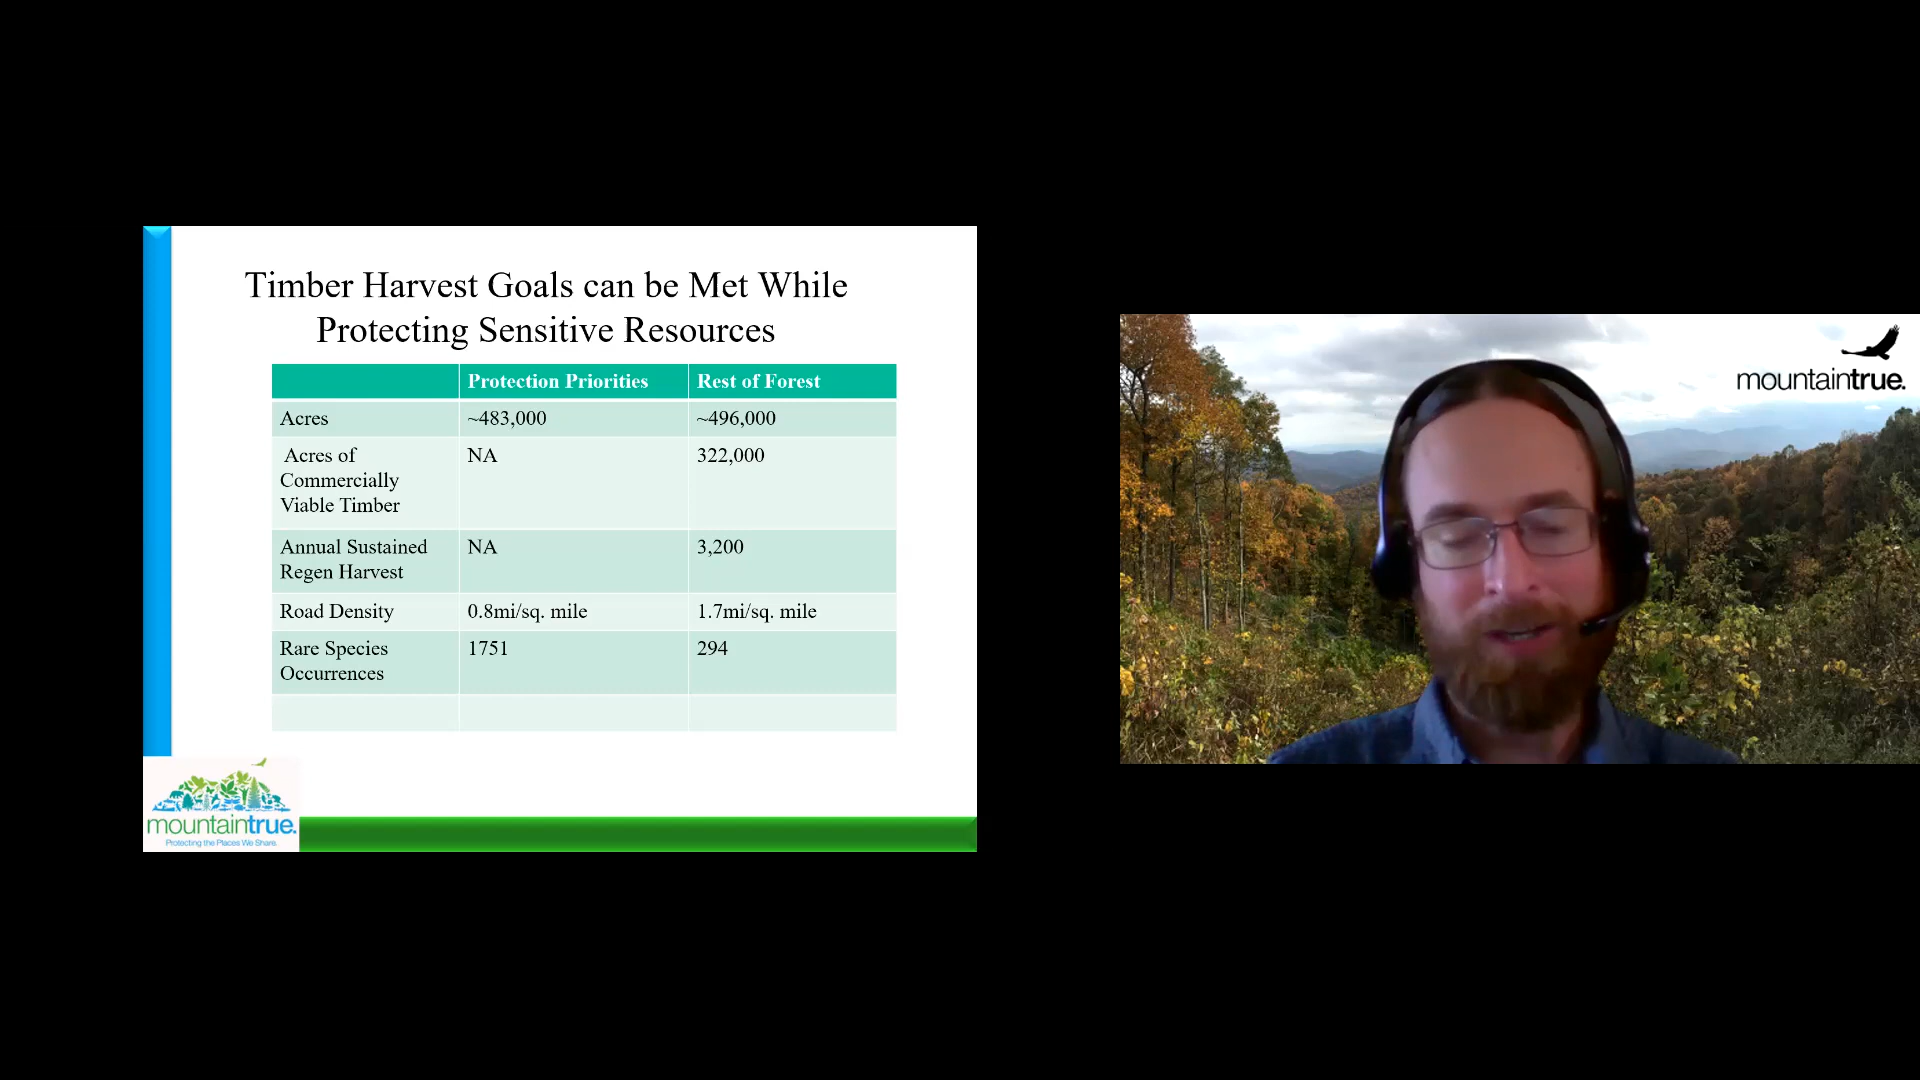 Timber Harvest Goals can be Met While
Protecting Sensitive Resources
Protection Priorities Rest of Forest
Acres ~483,000 ~496,000
Acres of NA 322,000
Commercially
Viable Timber
Annual Sustained NA 3,200
Regen Harvest
Road Density 0.8mi/sq. mile 1.7mi/sq. mile
Rare Species 1751 294
Occurrences
mountaintrue.
Protecting the Places We Share.
mountaintrue.